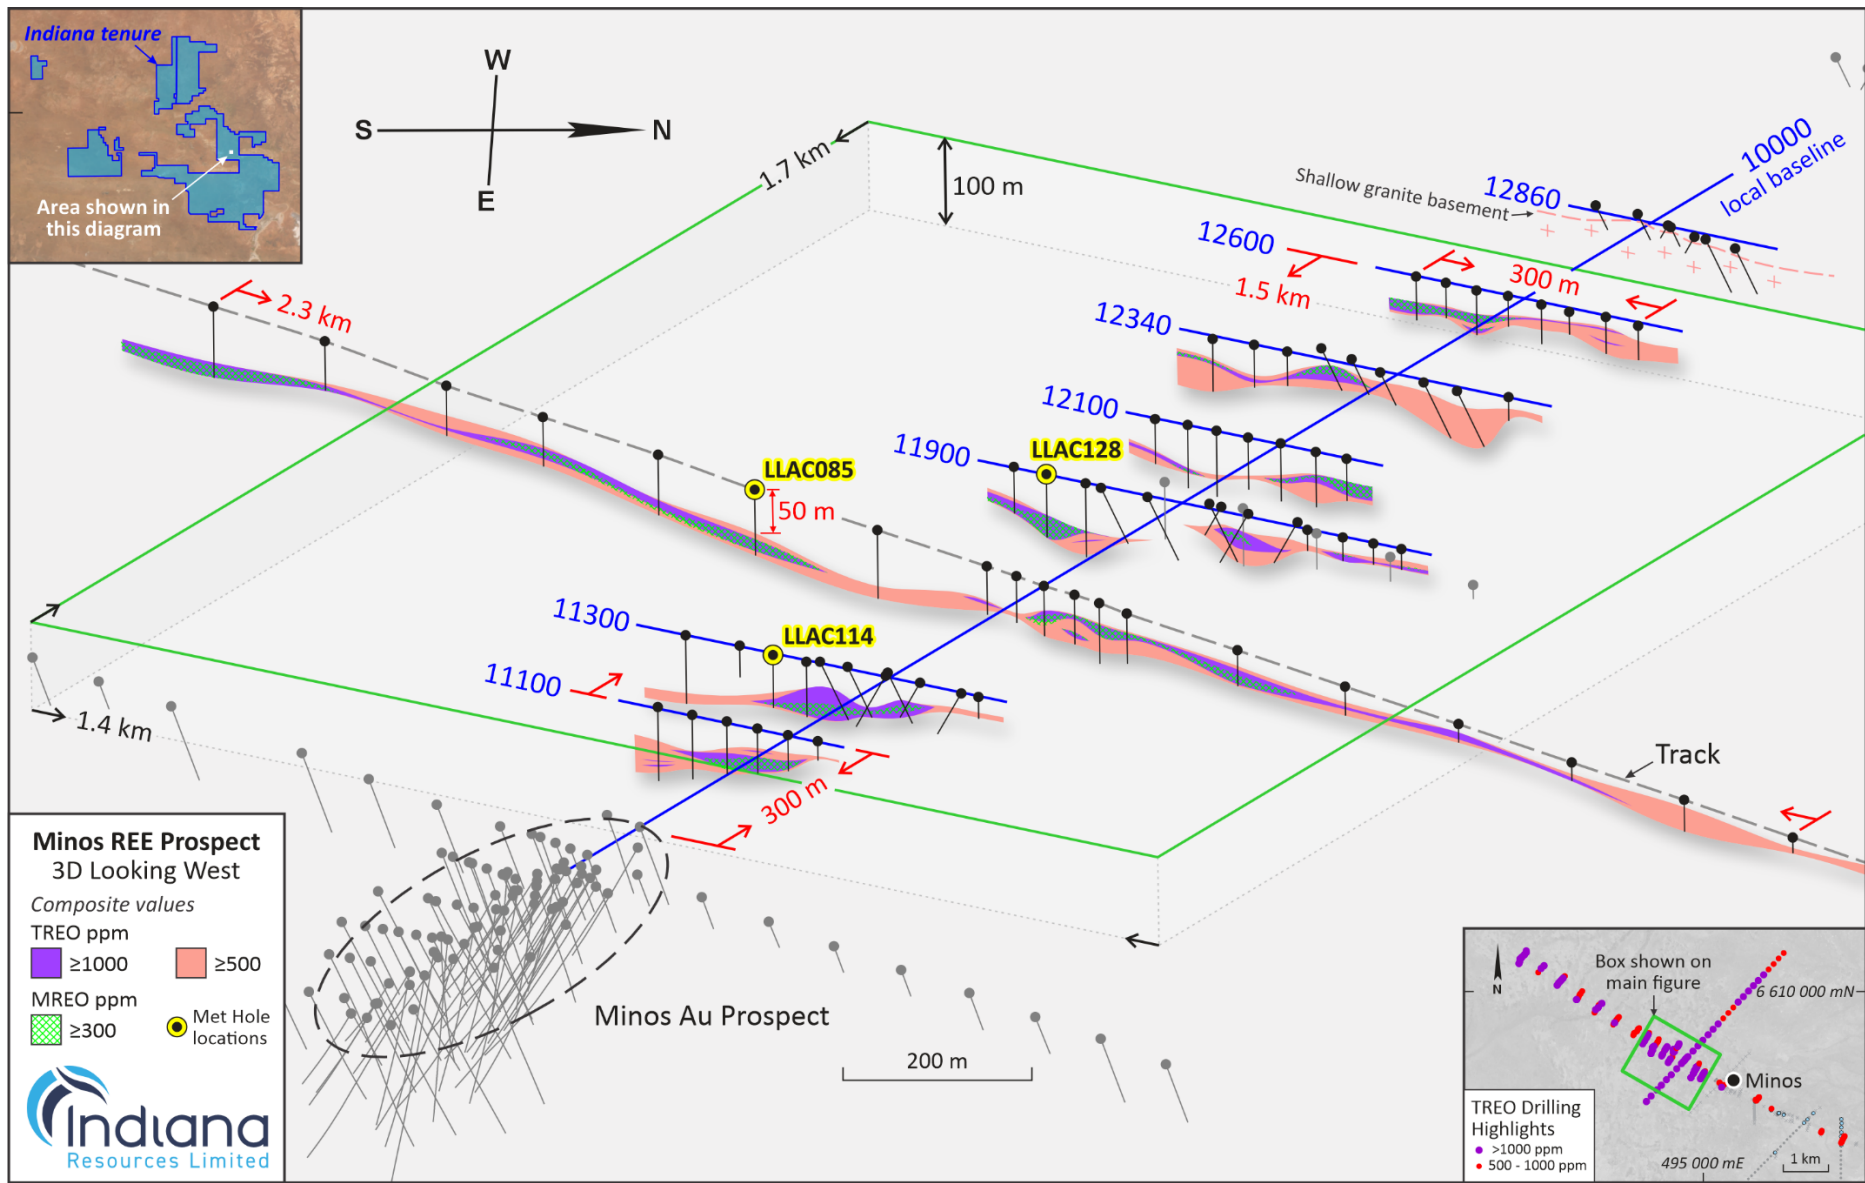 Indiana tenure
Area shown in
this diagram
W
S
N
E
1.7 km
100 m
Shallow granite basement
12860
10000
local baseline
12600
300 m
1.5 km
12340
2.3 km
12100
11900
LLAC128
LLAC085
50 m
11300
LLAC114
11100
1.4 km
300 m
Track
Minos REE Prospect
3D Looking West
Composite values
TREO ppm
≥1000
≥500
MREO ppm
≥300
Met Hole
locations
Indiana
Resources Limited
Minos Au Prospect
200 m
N
Box shown on
main figure
6 610 000 mN
Minos
TREO Drilling
Highlights
>1000 ppm
500 - 1000 ppm
495 000 mE
1 km